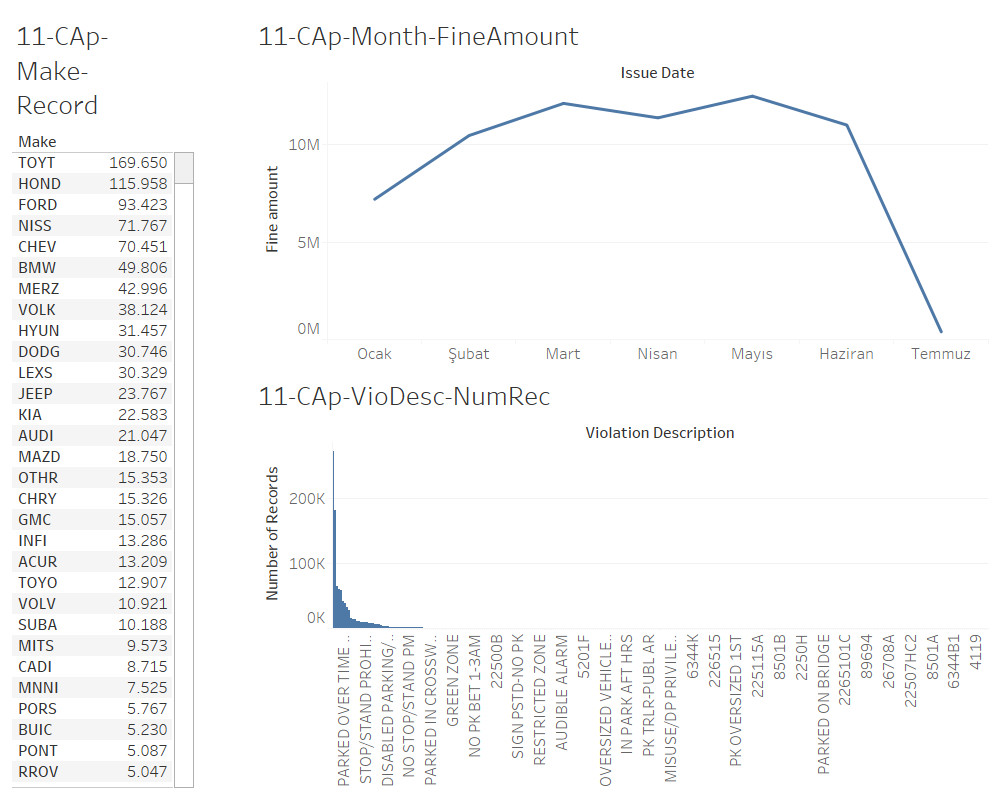 11-CAp-
Make-
Record
Make
TOYT 169.650
HOND 115.958
FORD 93.423
NISS 71.767
CHEV 70.451
BMW 49.806
MERZ 42.996
VOLK 38.124
HYUN 31.457
DODG 30.746
LEXS 30.329
JEEP 23.767
KIA 22.583
AUDI 21.047
MAZD 18.750
OTHR 15.353
CHRY 15.326
GMC 15.057
INFI 13.286
ACUR 13.209
TOYO 12.907
VOLV 10.921
SUBA 10.188
MITS 9.573
CADI 8.715
MNNI 7.525
PORS 5.767
BUIC 5.230
PONT 5.087
RROV 5.047
11-CAp-Month-FineAmount
Issue Date
Fine amount
10M
5M
0M
Ocak Şubat Mart Nisan Mayıs Haziran Temmuz
11-CAp-VioDesc-NumRec
Violation Description
Number of Records
200K
100K
0K
PARKED OVER TIME ..
STOP/STAND PROHI..
DISABLED PARKING/..
NO STOP/STAND PM
PARKED IN CROSSW..
GREEN ZONE
NO PK BET 1-3AM
22500B
SIGN PSTD-NO PK
RESTRICTED ZONE
AUDIBLE ALARM
5201F
OVERSIZED VEHICLE..
IN PARK AFT HRS
PK TRLR-PUBL AR
MISUSE/DP PRIVILE..
6344K
226515
PK OVERSIZED 1ST
225115A
8501B
2250H
PARKED ON BRIDGE
2265101C
89694
26708A
22507HC2
8501A
6344B1
4119